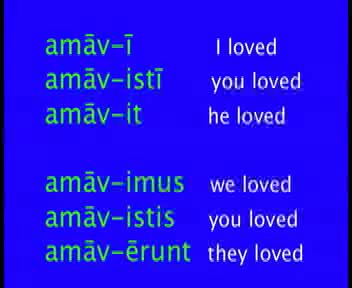 amāv-ī I loved
amāv-istī you loved
amāv-it he loved
amāv-imus we loved
amāv-istis you loved
amāv-ērunt they loved